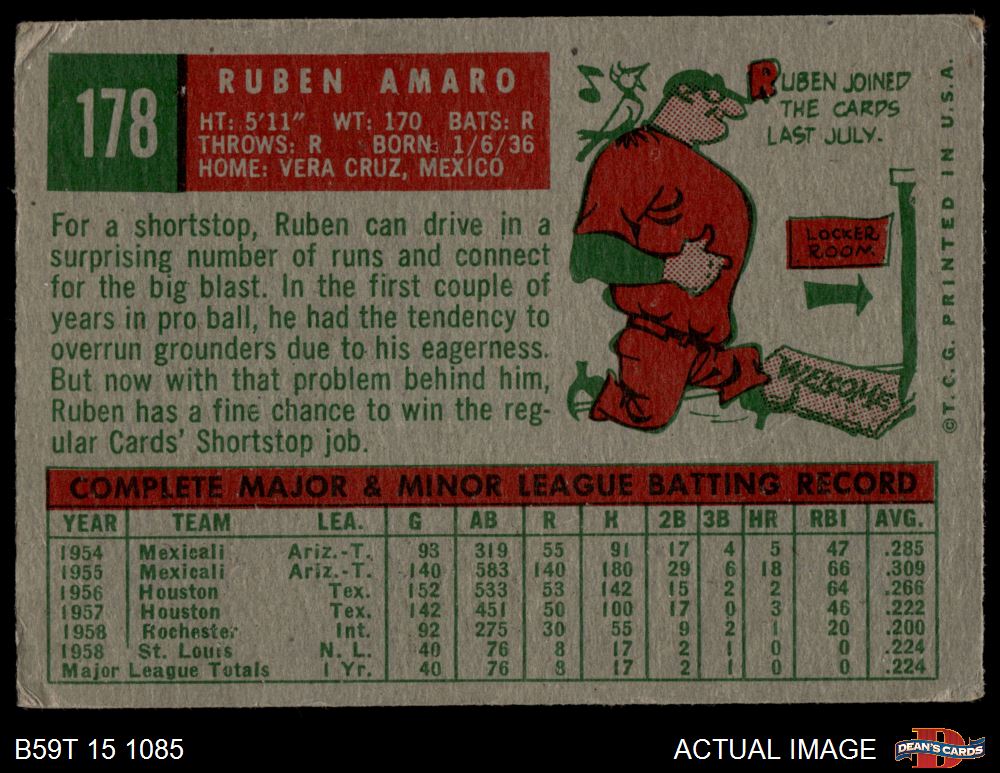 178
RUBEN AMARO
HT: 5'11" WT: 170 BATS: R
THROWS: R BORN: 1/6/36
HOME: VERA CRUZ, MEXICO
RUBEN JOINED
THE CARDS
LAST JULY.
LOCKER
ROOM
WELCOME
©T.C.G. PRINTED IN U.S.A.
For a shortstop, Ruben can drive in a
surprising number of runs and connect
for the big blast. In the first couple of
years in pro ball, he had the tendency to
overrun grounders due to his eagerness.
But now with that problem behind him,
Ruben has a fine chance to win the reg-
ular Cards' Shortstop job.
COMPLETE MAJOR & MINOR LEAGUE BATTING RECORD
YEAR TEAM LEA. G AB R H 2B 3B HR RBI AVG.
1954 Mexicali Ariz.-T. 93 319 55 91 17 4 5 47 .285
1955 Mexicali Ariz.-T. 140 583 140 180 29 6 18 66 .309
1956 Houston Tex. 152 533 53 142 15 2 2 64 .266
1957 Houston Tex. 142 451 50 100 17 0 3 46 .222
1958 Rochester Int. 92 275 30 55 9 2 1 20 .200
1958 St. Louis N. L. 40 76 8 17 2 1 0 0 .224
Major League Totals 1 Yr. 40 76 8 17 2 1 0 0 .224
B59T 15 1085
ACTUAL IMAGE
DEAN'S CARDS